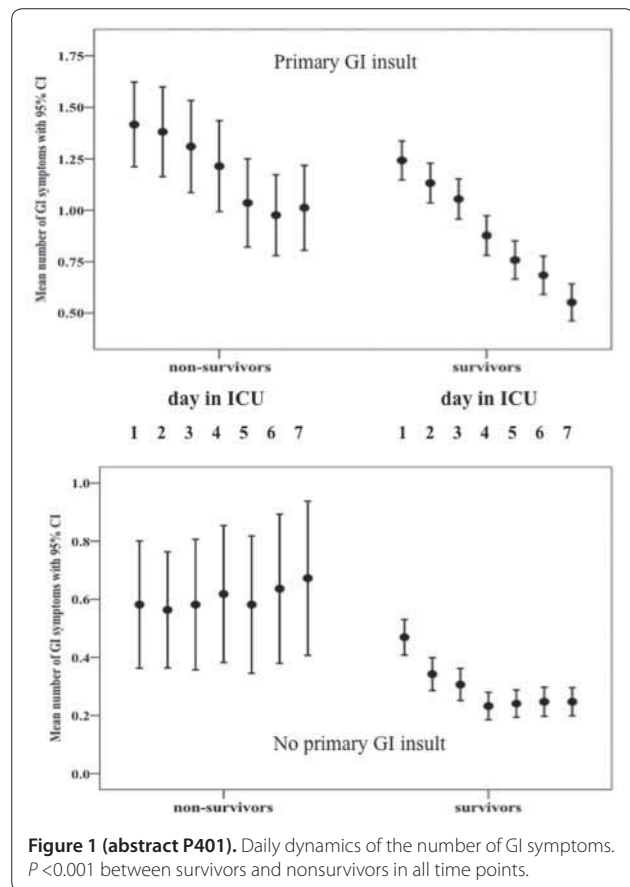 Primary GI insult
Mean number of GI symptoms with 95% CI
1.75
1.50
1.25
1.00
0.75
0.50
non-survivors survivors
day in ICU day in ICU
1 2 3 4 5 6 7 1 2 3 4 5 6 7
Mean number of GI symptoms with 95% CI
1.0
0.8
0.6
0.4
0.2
0.0
No primary GI insult
non-survivors survivors
Figure 1 (abstract P401). Daily dynamics of the number of GI symptoms.
P <0.001 between survivors and nonsurvivors in all time points.